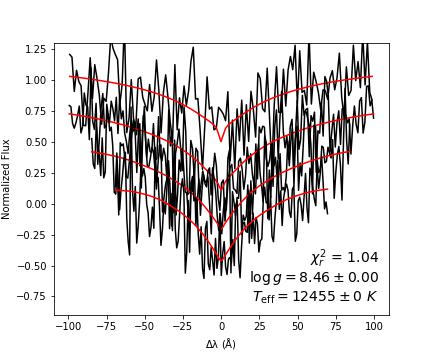 Normalized Flux
1.25
1.00
0.75
0.50
0.25
0.00
−0.25
−0.50
−0.75
χ²ᵣ = 1.04
log g = 8.46 ± 0.00
T_eff = 12455 ± 0 K
−100 −75 −50 −25 0 25 50 75 100
Δλ (Å)